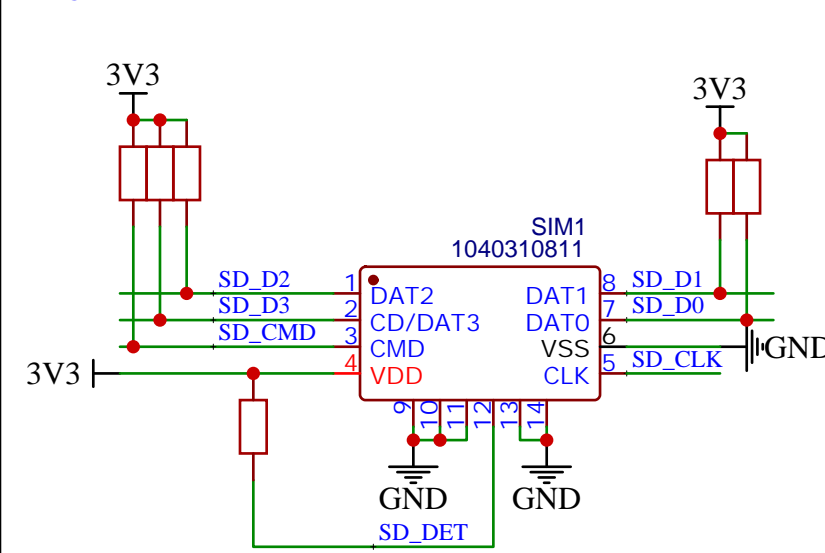 3V3
3V3
SIM1
1040310811
SD_D2 1 DAT2 DAT1 8 SD_D1
SD_D3 2 CD/DAT3 DAT0 7 SD_D0
SD_CMD 3 CMD VSS 6 GND
3V3 4 VDD CLK 5 SD_CLK
9 10 11 12 13 14
GND GND
SD_DET